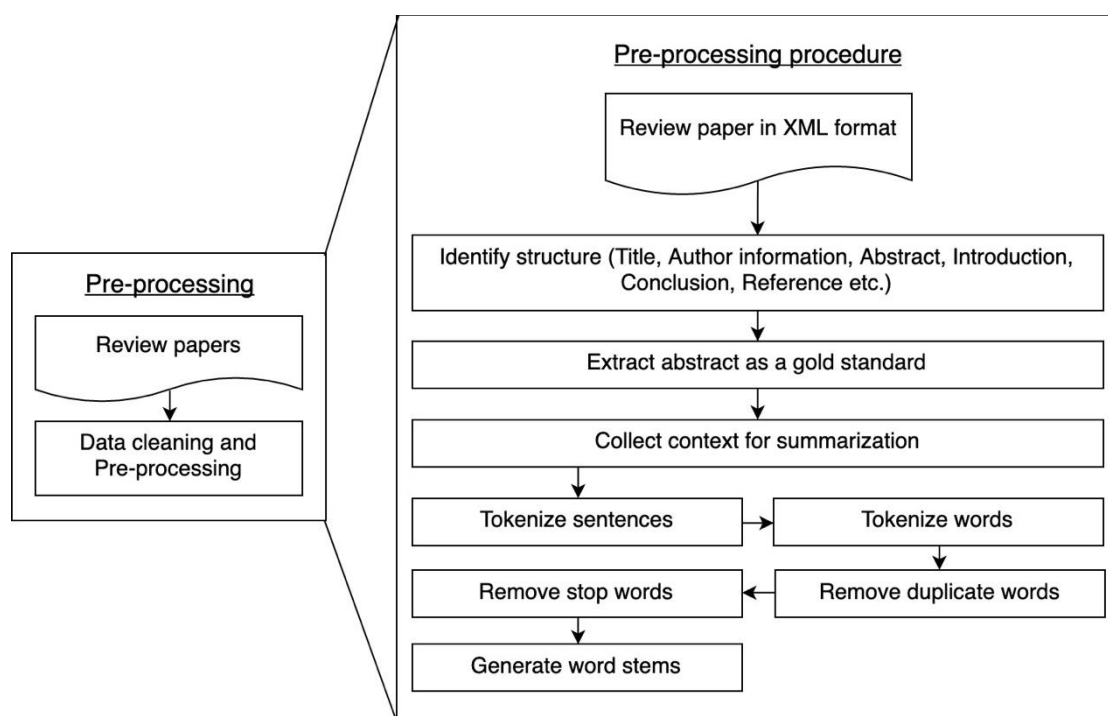 Pre-processing
Review papers
Data cleaning and
Pre-processing
Pre-processing procedure
Review paper in XML format
Identify structure (Title, Author information, Abstract, Introduction,
Conclusion, Reference etc.)
Extract abstract as a gold standard
Collect context for summarization
Tokenize sentences
Tokenize words
Remove duplicate words
Remove stop words
Generate word stems